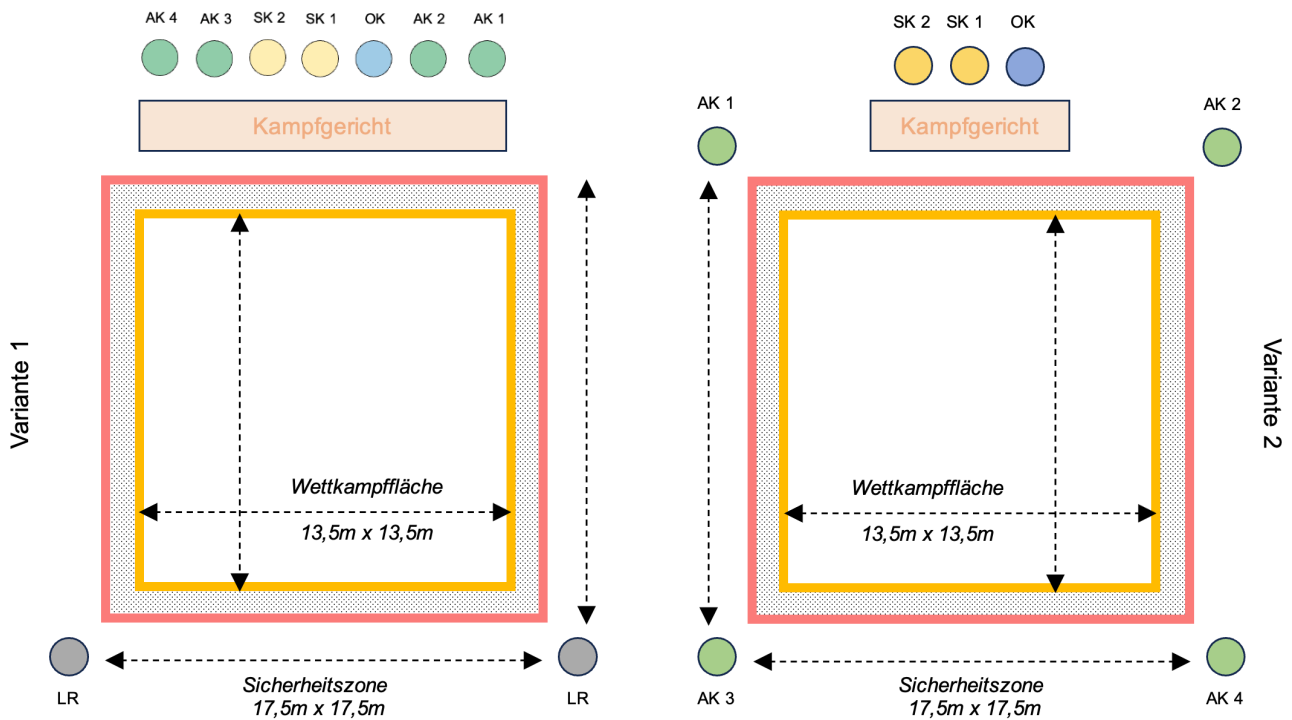 AK 4 AK 3 SK 2 SK 1 OK AK 2 AK 1
Kampfgericht
Variante 1
Wettkampffläche
13,5m x 13,5m
LR
LR
Sicherheitszone
17,5m x 17,5m
SK 2 SK 1 OK
AK 1
AK 2
Kampfgericht
Variante 2
Wettkampffläche
13,5m x 13,5m
AK 3
AK 4
Sicherheitszone
17,5m x 17,5m